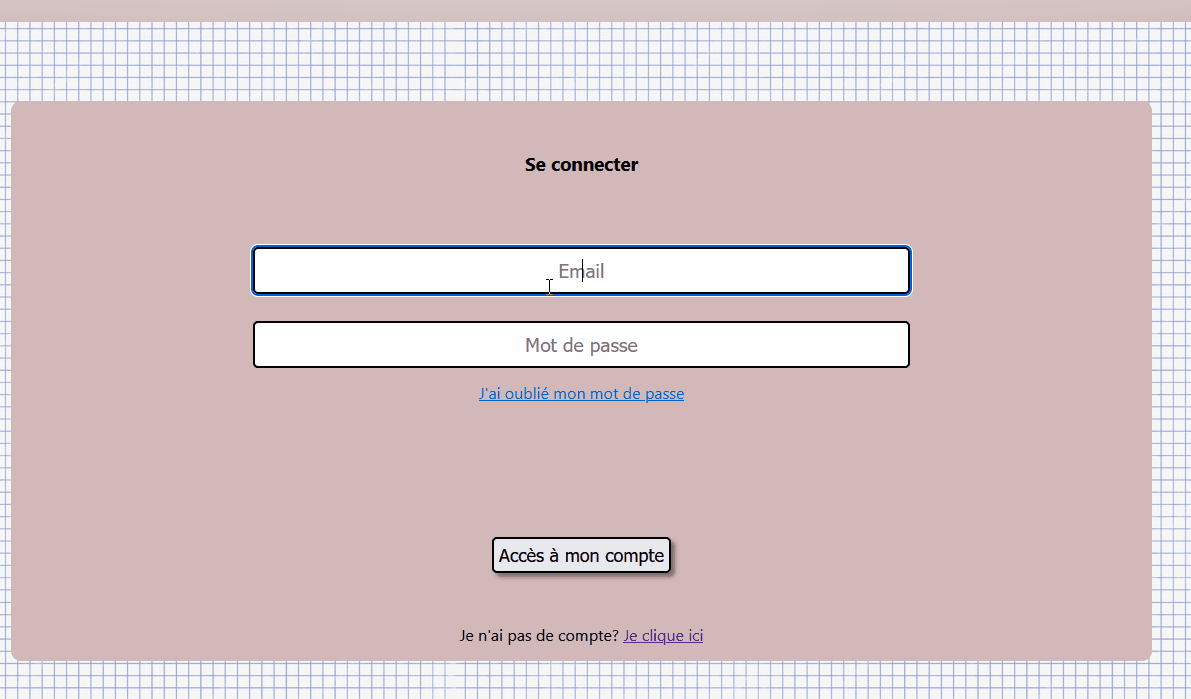 Se connecter
Email
Mot de passe
J'ai oublié mon mot de passe
Accès à mon compte
Je n'ai pas de compte? Je clique ici